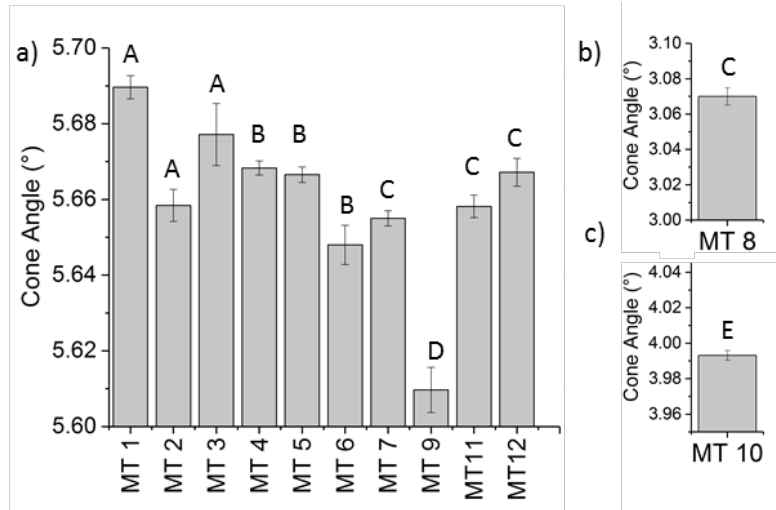 a)
Cone Angle (°)
5.70
5.68
5.66
5.64
5.62
5.60
A
A
A
B
B
B
C
D
C
C
MT 1
MT 2
MT 3
MT 4
MT 5
MT 6
MT 7
MT 9
MT11
MT12
b)
Cone Angle (°)
3.10
3.08
3.06
3.04
3.02
3.00
C
MT 8
c)
Cone Angle (°)
4.04
4.02
4.00
3.98
3.96
E
MT 10